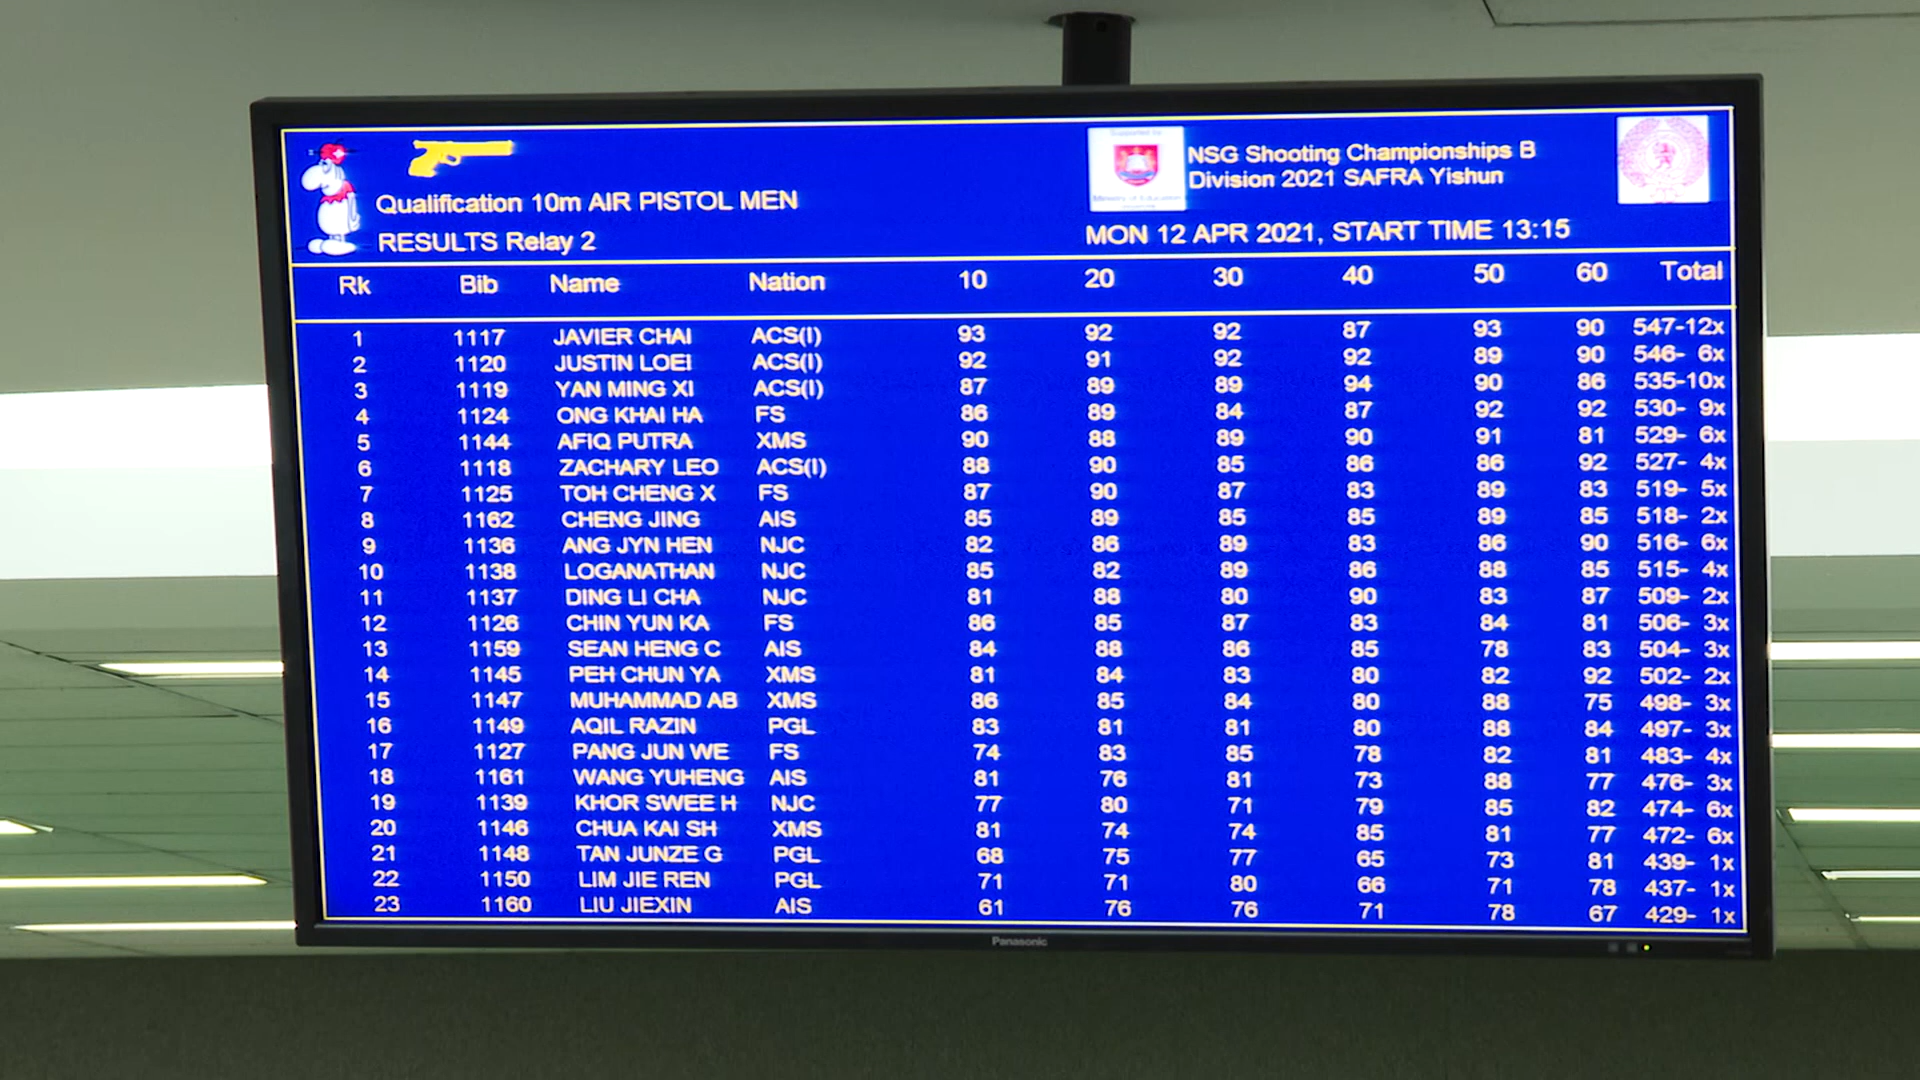 Supported by:
Ministry of Education
NSG Shooting Championships B
Division 2021 SAFRA Yishun
Qualification 10m AIR PISTOL MEN
RESULTS Relay 2
MON 12 APR 2021, START TIME 13:15
Rk Bib Name Nation 10 20 30 40 50 60 Total
1 1117 JAVIER CHAI ACS(I) 93 92 92 87 93 90 547-12x
2 1120 JUSTIN LOEI ACS(I) 92 91 92 92 89 90 546- 6x
3 1119 YAN MING XI ACS(I) 87 89 89 94 90 86 535-10x
4 1124 ONG KHAI HA FS 86 89 84 87 92 92 530- 9x
5 1144 AFIQ PUTRA XMS 90 88 89 90 91 81 529- 6x
6 1118 ZACHARY LEO ACS(I) 88 90 85 86 86 92 527- 4x
7 1125 TOH CHENG X FS 87 90 87 83 89 83 519- 5x
8 1162 CHENG JING AIS 85 89 85 85 89 85 518- 2x
9 1136 ANG JYN HEN NJC 82 86 89 83 86 90 516- 6x
10 1138 LOGANATHAN NJC 85 82 89 86 88 85 515- 4x
11 1137 DING LI CHA NJC 81 88 80 90 83 87 509- 2x
12 1126 CHIN YUN KA FS 86 85 87 83 84 81 506- 3x
13 1159 SEAN HENG C AIS 84 88 86 85 78 83 504- 3x
14 1145 PEH CHUN YA XMS 81 84 83 80 82 92 502- 2x
15 1147 MUHAMMAD AB XMS 86 85 84 80 88 75 498- 3x
16 1149 AQIL RAZIN PGL 83 81 81 80 88 84 497- 3x
17 1127 PANG JUN WE FS 74 83 85 78 82 81 483- 4x
18 1161 WANG YUHENG AIS 81 76 81 73 88 77 476- 3x
19 1139 KHOR SWEE H NJC 77 80 71 79 85 82 474- 6x
20 1146 CHUA KAI SH XMS 81 74 74 85 81 77 472- 6x
21 1148 TAN JUNZE G PGL 68 75 77 65 73 81 439- 1x
22 1150 LIM JIE REN PGL 71 71 80 66 71 78 437- 1x
23 1160 LIU JIEXIN AIS 61 76 76 71 78 67 429- 1x
Panasonic